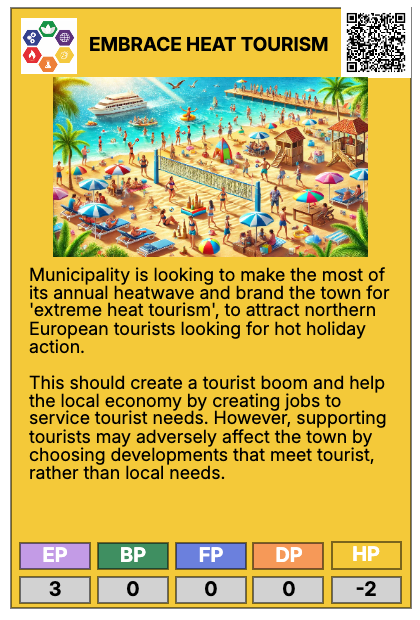 EMBRACE HEAT TOURISM
Municipality is looking to make the most of
its annual heatwave and brand the town for
'extreme heat tourism', to attract northern
European tourists looking for hot holiday
action.
This should create a tourist boom and help
the local economy by creating jobs to
service tourist needs. However, supporting
tourists may adversely affect the town by
choosing developments that meet tourist,
rather than local needs.
EP BP FP DP HP
3 0 0 0 -2